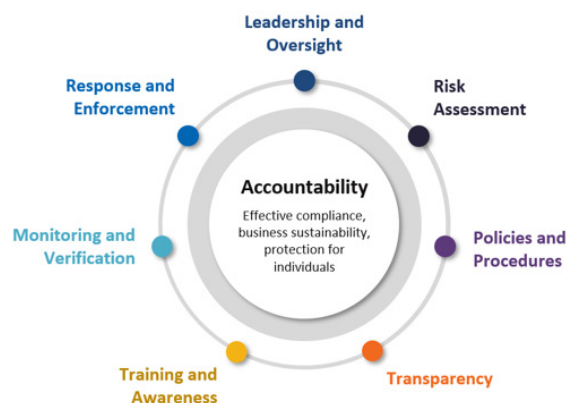 Leadership and
Oversight
Response and
Enforcement
Risk
Assessment
Accountability
Effective compliance,
business sustainability,
protection for
individuals
Monitoring and
Verification
Policies and
Procedures
Training and
Awareness
Transparency